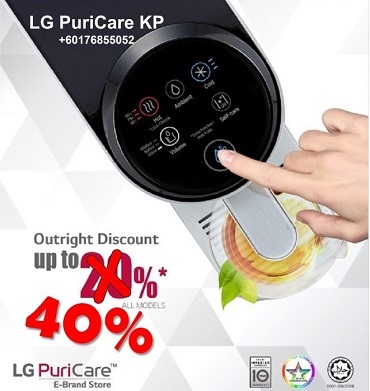 LG PuriCare KP
+60176855052
Cold
Ambient
Hot
Self-care
Volume
Outright Discount
up to 20%*
ALL MODELS
40%
LG PuriCare™
E-Brand Store